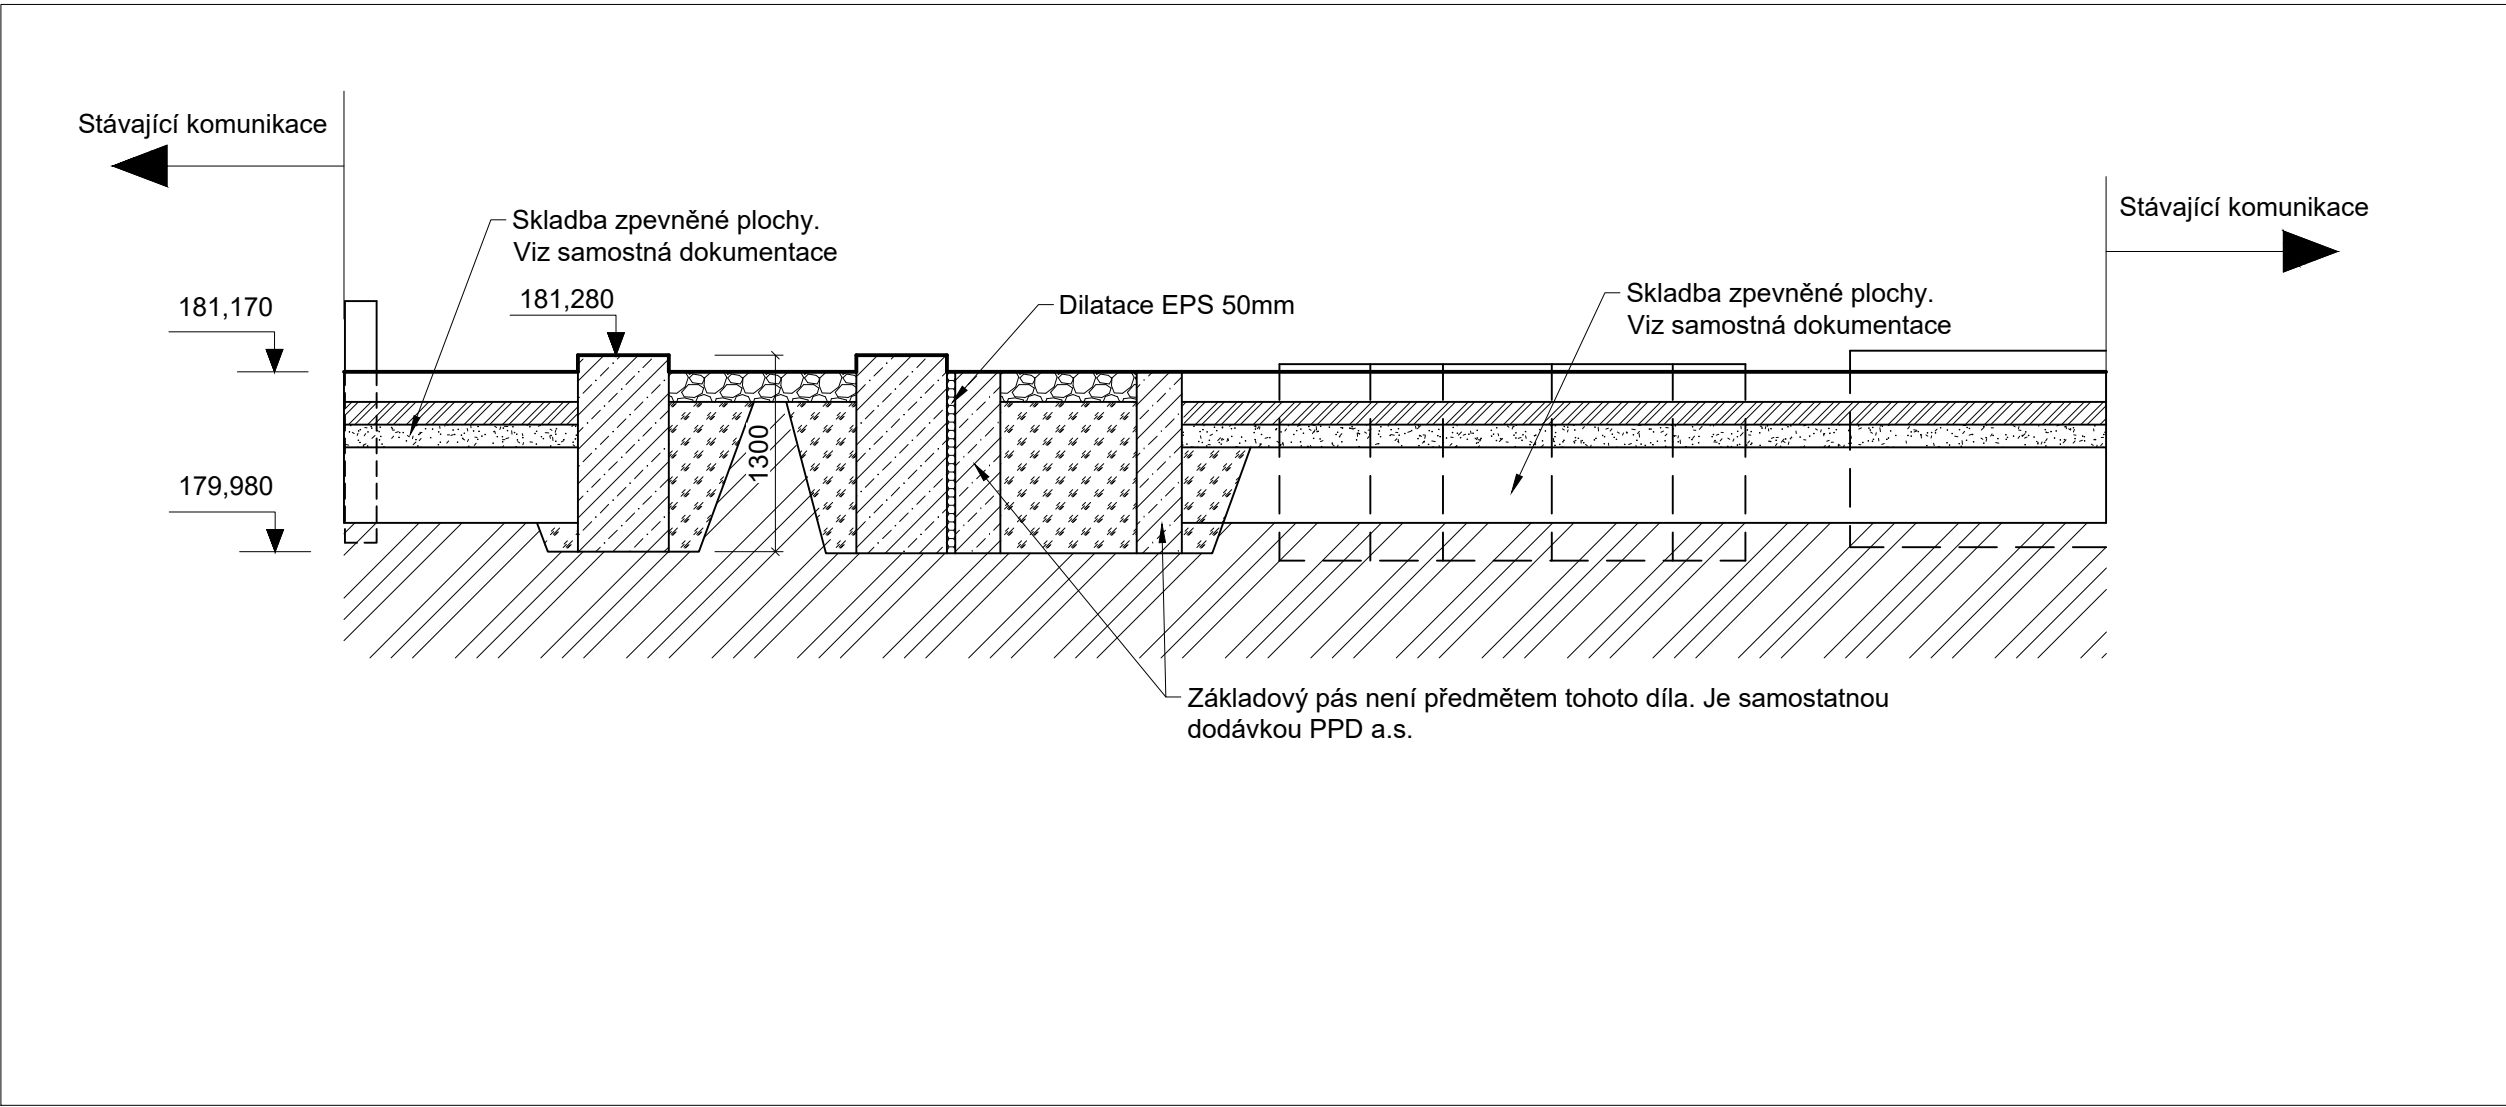 Stávající komunikace
Stávající komunikace
Skladba zpevněné plochy.
Viz samostná dokumentace
181,170
181,280
Dilatace EPS 50mm
Skladba zpevněné plochy.
Viz samostná dokumentace
1300
179,980
Základový pás není předmětem tohoto díla. Je samostatnou
dodávkou PPD a.s.